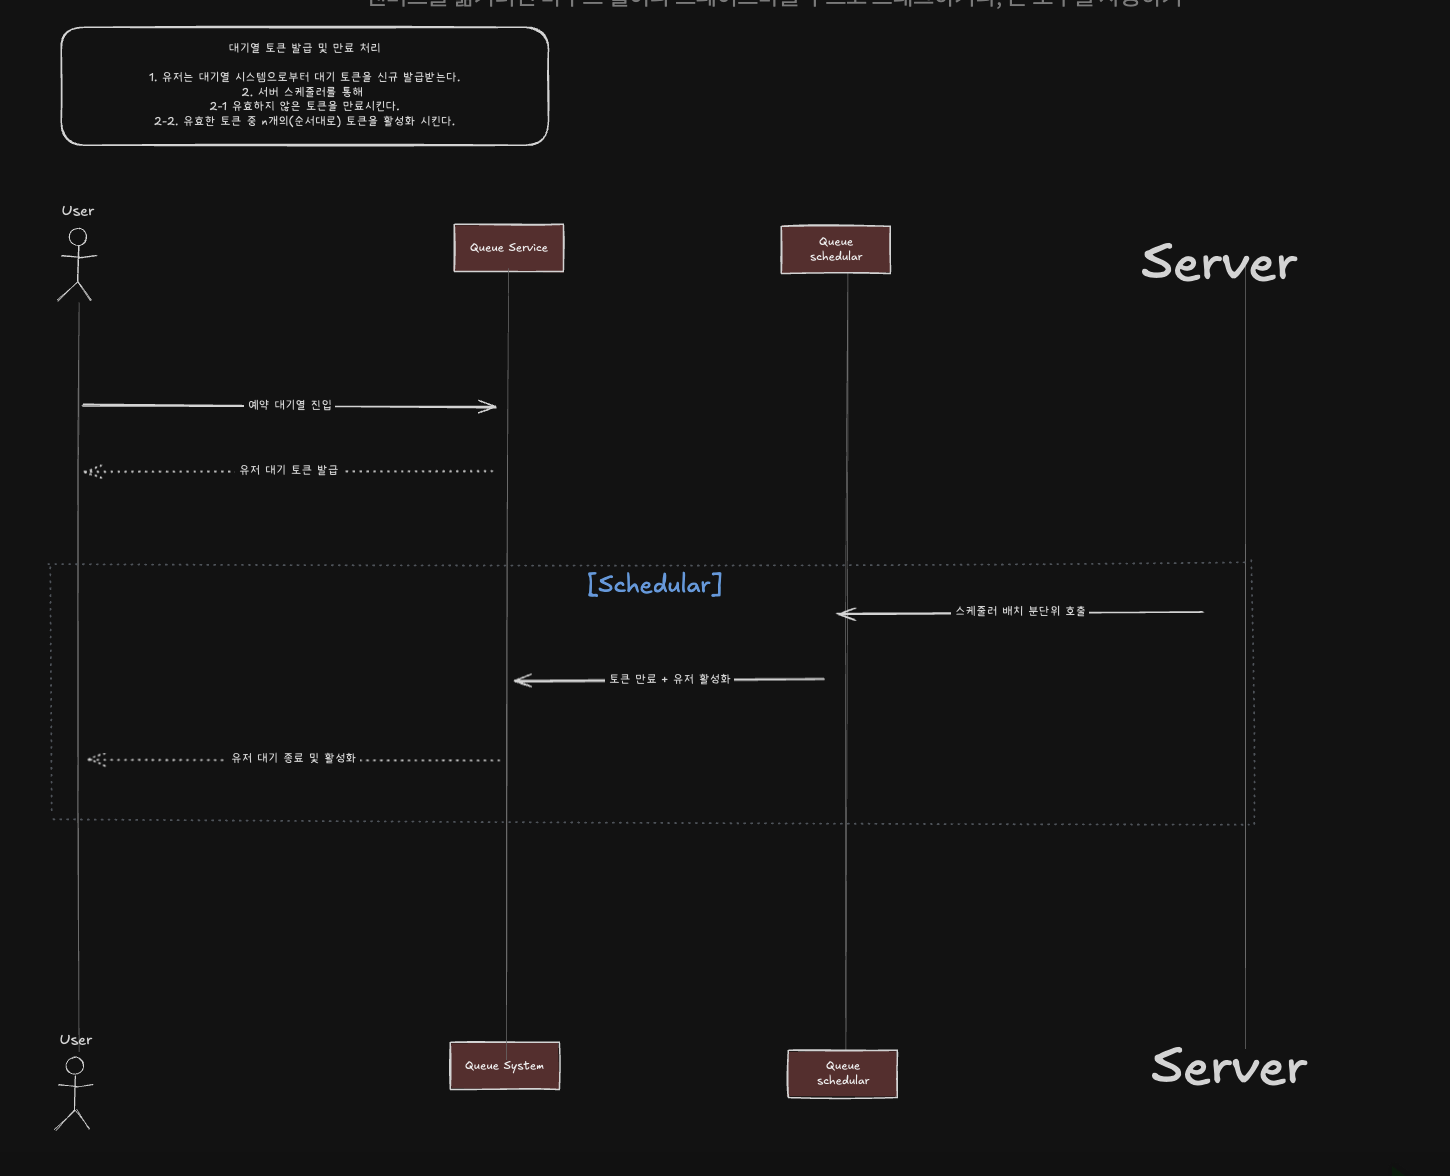 대기열 토큰 발급 및 만료 처리
1. 유저는 대기열 시스템으로부터 대기 토큰을 신규 발급받는다.
2. 서버 스케줄러를 통해
2-1 유효하지 않은 토큰을 만료시킨다.
2-2. 유효한 토큰 중 n개의(순서대로) 토큰을 활성화 시킨다.
User
Queue Service
Queue
schedular
Server
예약 대기열 진입
유저 대기 토큰 발급
[Schedular]
스케줄러 배치 분단위 호출
토큰 만료 + 유저 활성화
유저 대기 종료 및 활성화
User
Queue System
Queue
schedular
Server